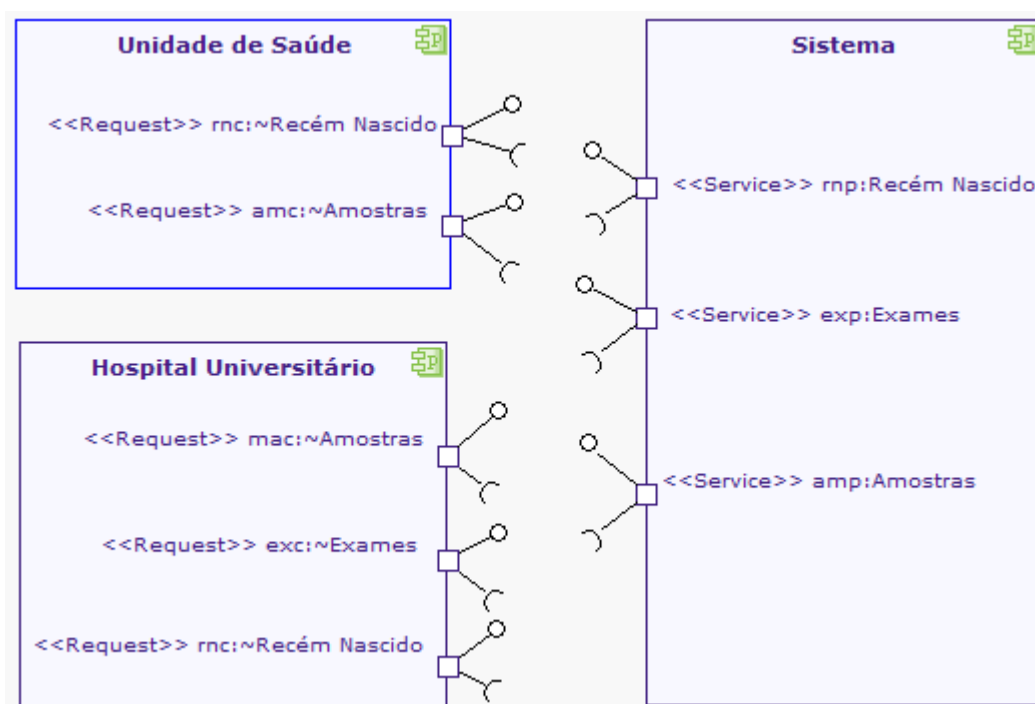 Unidade de Saúde
<<Request>> rnc:~Recém Nascido
<<Request>> amc:~Amostras
Hospital Universitário
<<Request>> mac:~Amostras
<<Request>> exc:~Exames
<<Request>> rnc:~Recém Nascido
Sistema
<<Service>> rnp:Recém Nascido
<<Service>> exp:Exames
<<Service>> amp:Amostras